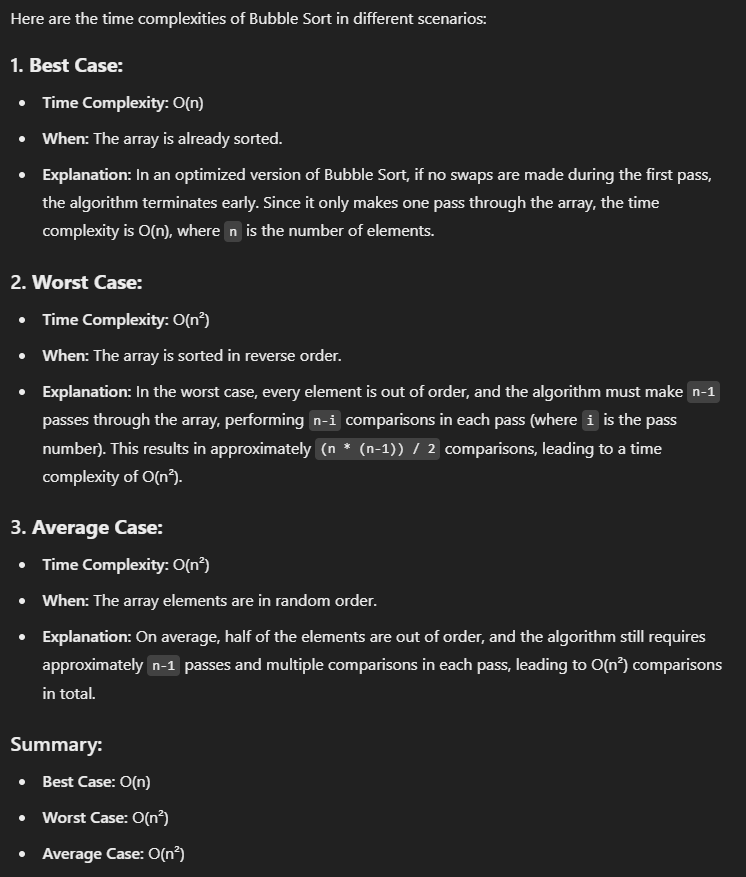 Here are the time complexities of Bubble Sort in different scenarios:
1. Best Case:
• Time Complexity: O(n)
• When: The array is already sorted.
• Explanation: In an optimized version of Bubble Sort, if no swaps are made during the first pass,
the algorithm terminates early. Since it only makes one pass through the array, the time
complexity is O(n), where n is the number of elements.
2. Worst Case:
• Time Complexity: O(n²)
• When: The array is sorted in reverse order.
• Explanation: In the worst case, every element is out of order, and the algorithm must make n-1
passes through the array, performing n-i comparisons in each pass (where i is the pass
number). This results in approximately (n * (n-1)) / 2 comparisons, leading to a time
complexity of O(n²).
3. Average Case:
• Time Complexity: O(n²)
• When: The array elements are in random order.
• Explanation: On average, half of the elements are out of order, and the algorithm still requires
approximately n-1 passes and multiple comparisons in each pass, leading to O(n²) comparisons
in total.
Summary:
• Best Case: O(n)
• Worst Case: O(n²)
• Average Case: O(n²)